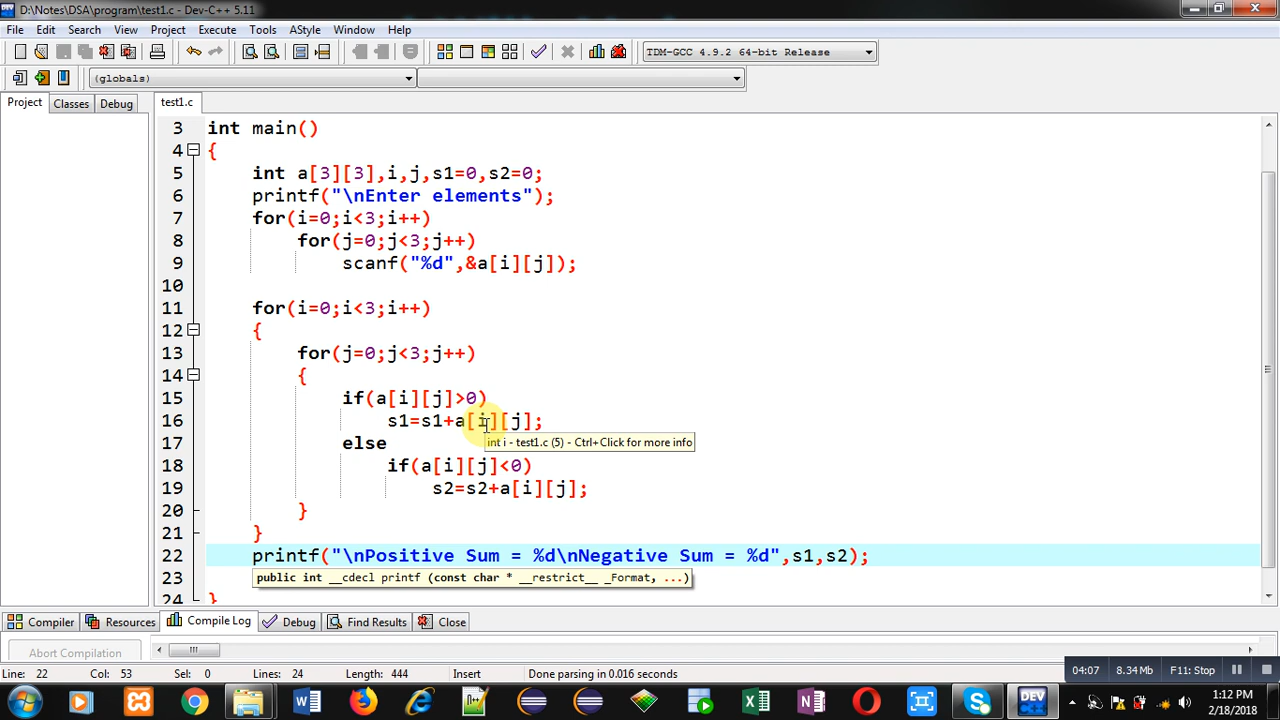 D:\Notes\DSA\program\test1.c - Dev-C++ 5.11
File Edit Search View Project Execute Tools AStyle Window Help
TDM-GCC 4.9.2 64-bit Release
(globals)
Project Classes Debug test1.c
3 int main()
4 {
5 int a[3][3],i,j,s1=0,s2=0;
6 printf("\nEnter elements");
7 for(i=0;i<3;i++)
8 for(j=0;j<3;j++)
9 scanf("%d",&a[i][j]);
10
11 for(i=0;i<3;i++)
12 {
13 for(j=0;j<3;j++)
14 {
15 if(a[i][j]>0)
16 s1=s1+a[i][j];
17 else
int i - test1.c (5) - Ctrl+Click for more info
18 if(a[i][j]<0)
19 s2=s2+a[i][j];
20 }
21 }
22 printf("\nPositive Sum = %d\nNegative Sum = %d",s1,s2);
23 public int __cdecl printf (const char * __restrict__ _Format, ...)
24 }
Compiler Resources Compile Log Debug Find Results Close
Abort Compilation
Line: 22 Col: 53 Sel: 0 Lines: 24 Length: 444 Insert Done parsing in 0.016 seconds
04:07 8.34 Mb F11: Stop
DEV
1:12 PM
2/18/2018